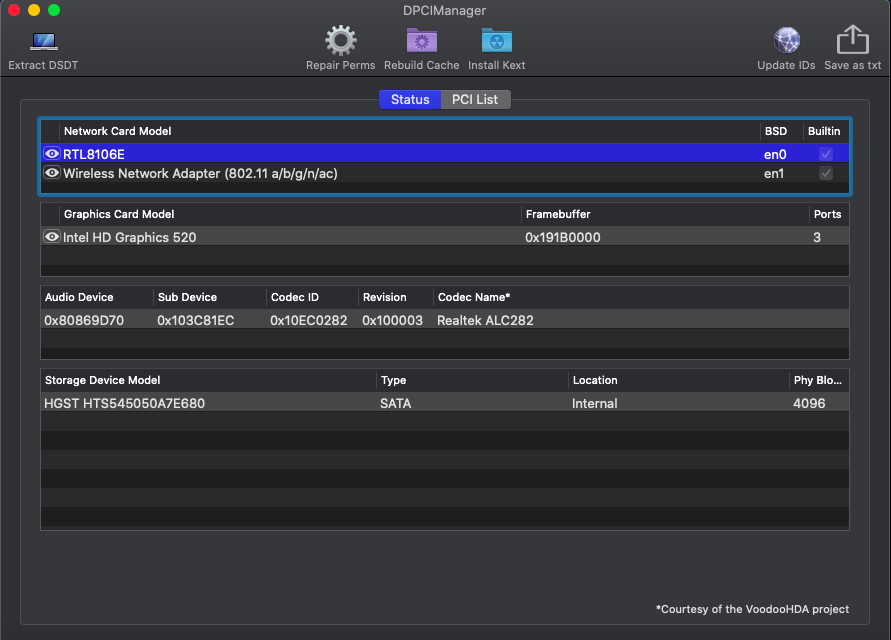 DPCIManager
Extract DSDT Repair Perms Rebuild Cache Install Kext Update IDs Save as txt
Status PCI List
Network Card Model BSD Builtin
RTL8106E en0
Wireless Network Adapter (802.11 a/b/g/n/ac) en1
Graphics Card Model Framebuffer Ports
Intel HD Graphics 520 0x191B0000 3
Audio Device Sub Device Codec ID Revision Codec Name*
0x80869D70 0x103C81EC 0x10EC0282 0x100003 Realtek ALC282
Storage Device Model Type Location Phy Blo...
HGST HTS545050A7E680 SATA Internal 4096
*Courtesy of the VoodooHDA project